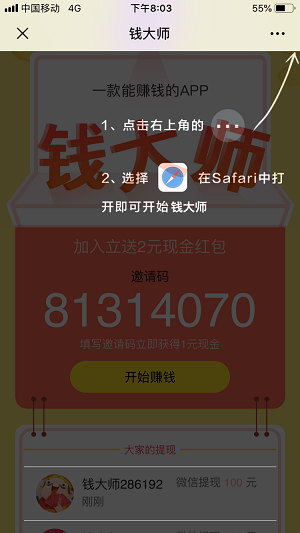 中国移动 4G 下午8:03 55%
钱大师
一款能赚钱的APP
1、点击右上角的
钱大师
2、选择 在Safari中打
开即可开始钱大师
加入立送2元现金红包
邀请码
81314070
填写邀请码立即获得1元现金
开始赚钱
大家的提现
钱大师286192 微信提现 100 元
刚刚